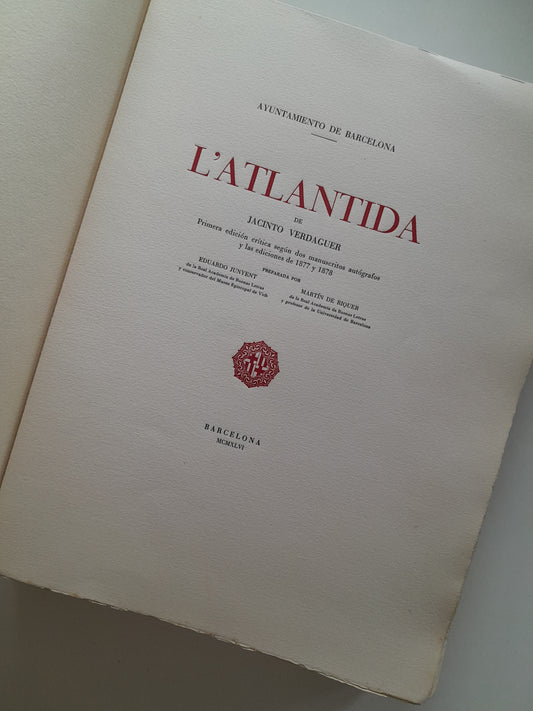 AYUNTAMIENTO DE BARCELONA
L'ATLANTIDA
DE
JACINTO VERDAGUER
Primera edición crítica según dos manuscritos autógrafos
y las ediciones de 1877 y 1878
PREPARADA POR
EDUARDO JUNYENT
de la Real Academia de Buenas Letras
y conservador del Museo Episcopal de Vich
MARTÍN DE RIQUER
de la Real Academia de Buenas Letras
y profesor de la Universidad de Barcelona
BARCELONA
MCMXLVI